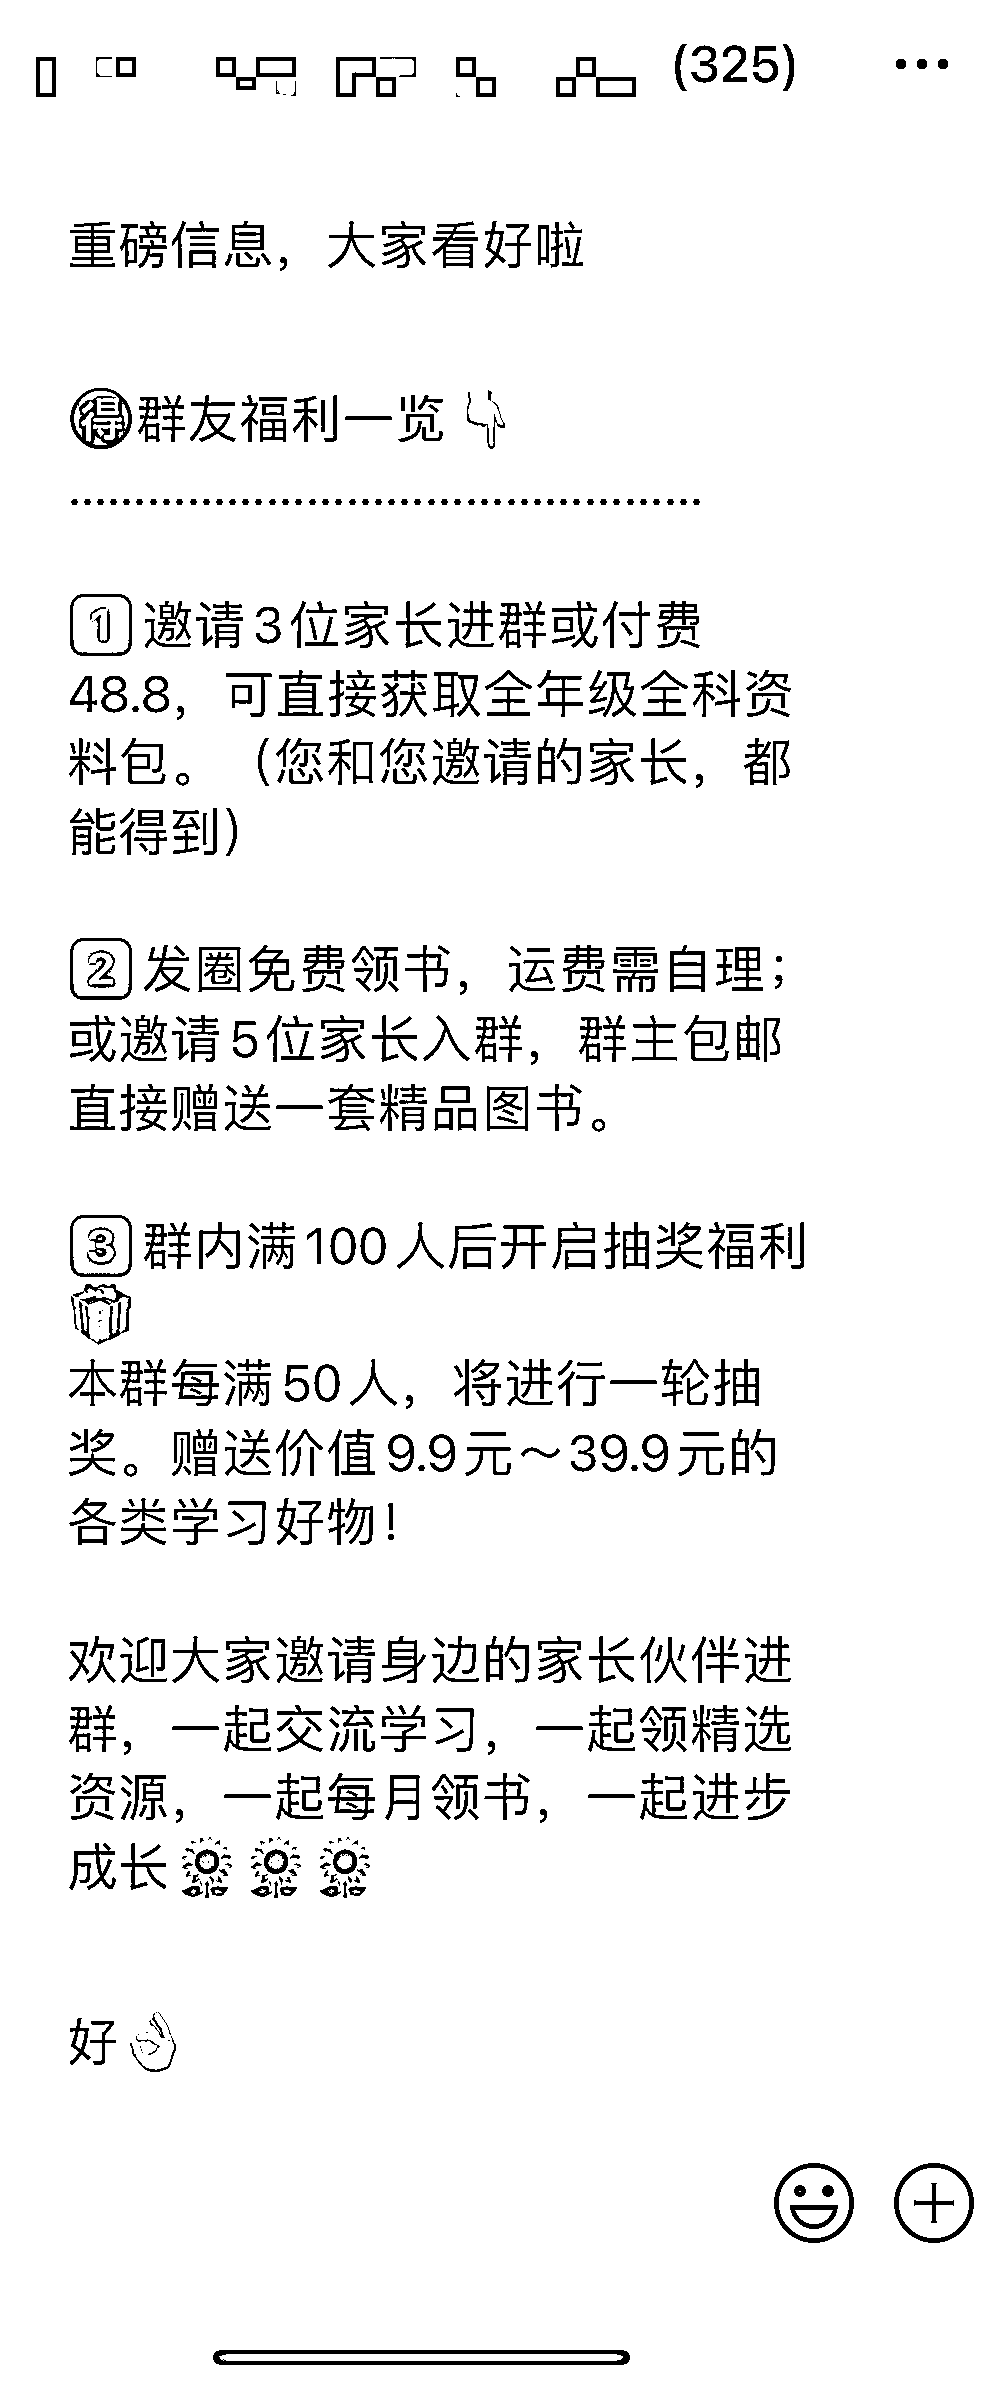 (325) ···
重磅信息，大家看好啦
🉐群友福利一览👇
................................................
1️⃣邀请3位家长进群或付费
48.8，可直接获取全年级全科资
料包。（您和您邀请的家长，都
能得到）
2️⃣发圈免费领书，运费需自理；
或邀请5位家长入群，群主包邮
直接赠送一套精品图书。
3️⃣群内满100人后开启抽奖福利
🎁
本群每满50人，将进行一轮抽
奖。赠送价值9.9元～39.9元的
各类学习好物！
欢迎大家邀请身边的家长伙伴进
群，一起交流学习，一起领精选
资源，一起每月领书，一起进步
成长🌻🌻🌻
好👌